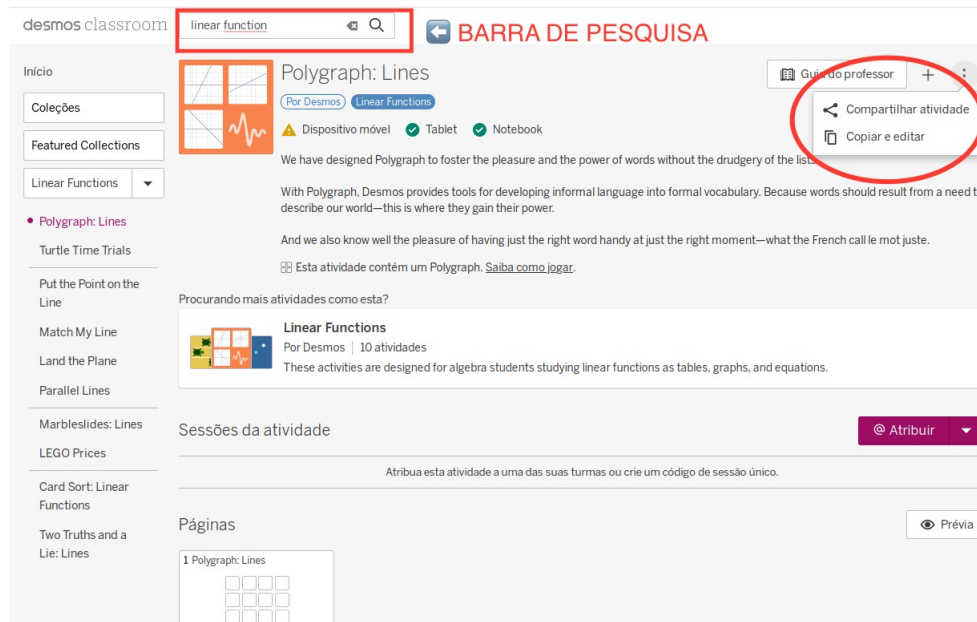 desmos classroom
linear function
BARRA DE PESQUISA
Início
Coleções
Featured Collections
Linear Functions
Polygraph: Lines
Turtle Time Trials
Put the Point on the
Line
Match My Line
Land the Plane
Parallel Lines
Marbleslides: Lines
LEGO Prices
Card Sort: Linear
Functions
Two Truths and a
Lie: Lines
Polygraph: Lines
Por Desmos Linear Functions
Dispositivo móvel Tablet Notebook
Guia do professor
Compartilhar atividade
Copiar e editar
We have designed Polygraph to foster the pleasure and the power of words without the drudgery of the lists
With Polygraph, Desmos provides tools for developing informal language into formal vocabulary. Because words should result from a need t
describe our world—this is where they gain their power.
And we also know well the pleasure of having just the right word handy at just the right moment—what the French call le mot juste.
Esta atividade contém um Polygraph. Saiba como jogar.
Procurando mais atividades como esta?
Linear Functions
Por Desmos | 10 atividades
These activities are designed for algebra students studying linear functions as tables, graphs, and equations.
Sessões da atividade
@ Atribuir
Atribua esta atividade a uma das suas turmas ou crie um código de sessão único.
Páginas
Prévia
1 Polygraph: Lines